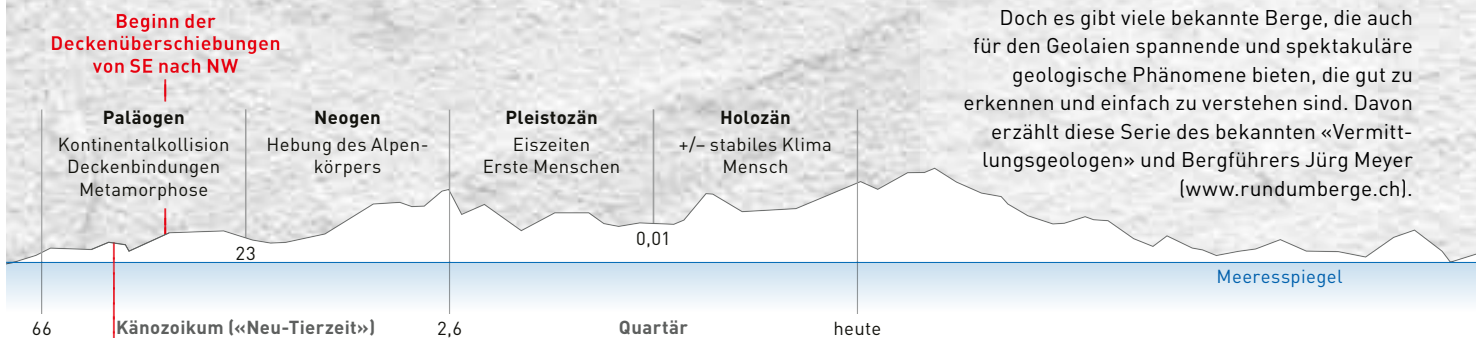 Beginn der
Deckenüberschiebungen
von SE nach NW
Paläogen
Kontinentalkollision
Deckenbindungen
Metamorphose
Neogen
Hebung des Alpen-
körpers
Pleistozän
Eiszeiten
Erste Menschen
Holozän
+/– stabiles Klima
Mensch
Doch es gibt viele bekannte Berge, die auch
für den Geolaien spannende und spektakuläre
geologische Phänomene bieten, die gut zu
erkennen und einfach zu verstehen sind. Davon
erzählt diese Serie des bekannten «Vermitt-
lungsgeologen» und Bergführers Jürg Meyer
(www.rundumberge.ch).
23
0,01
Meeresspiegel
66
Känozoikum («Neu-Tierzeit»)
2,6
Quartär
heute